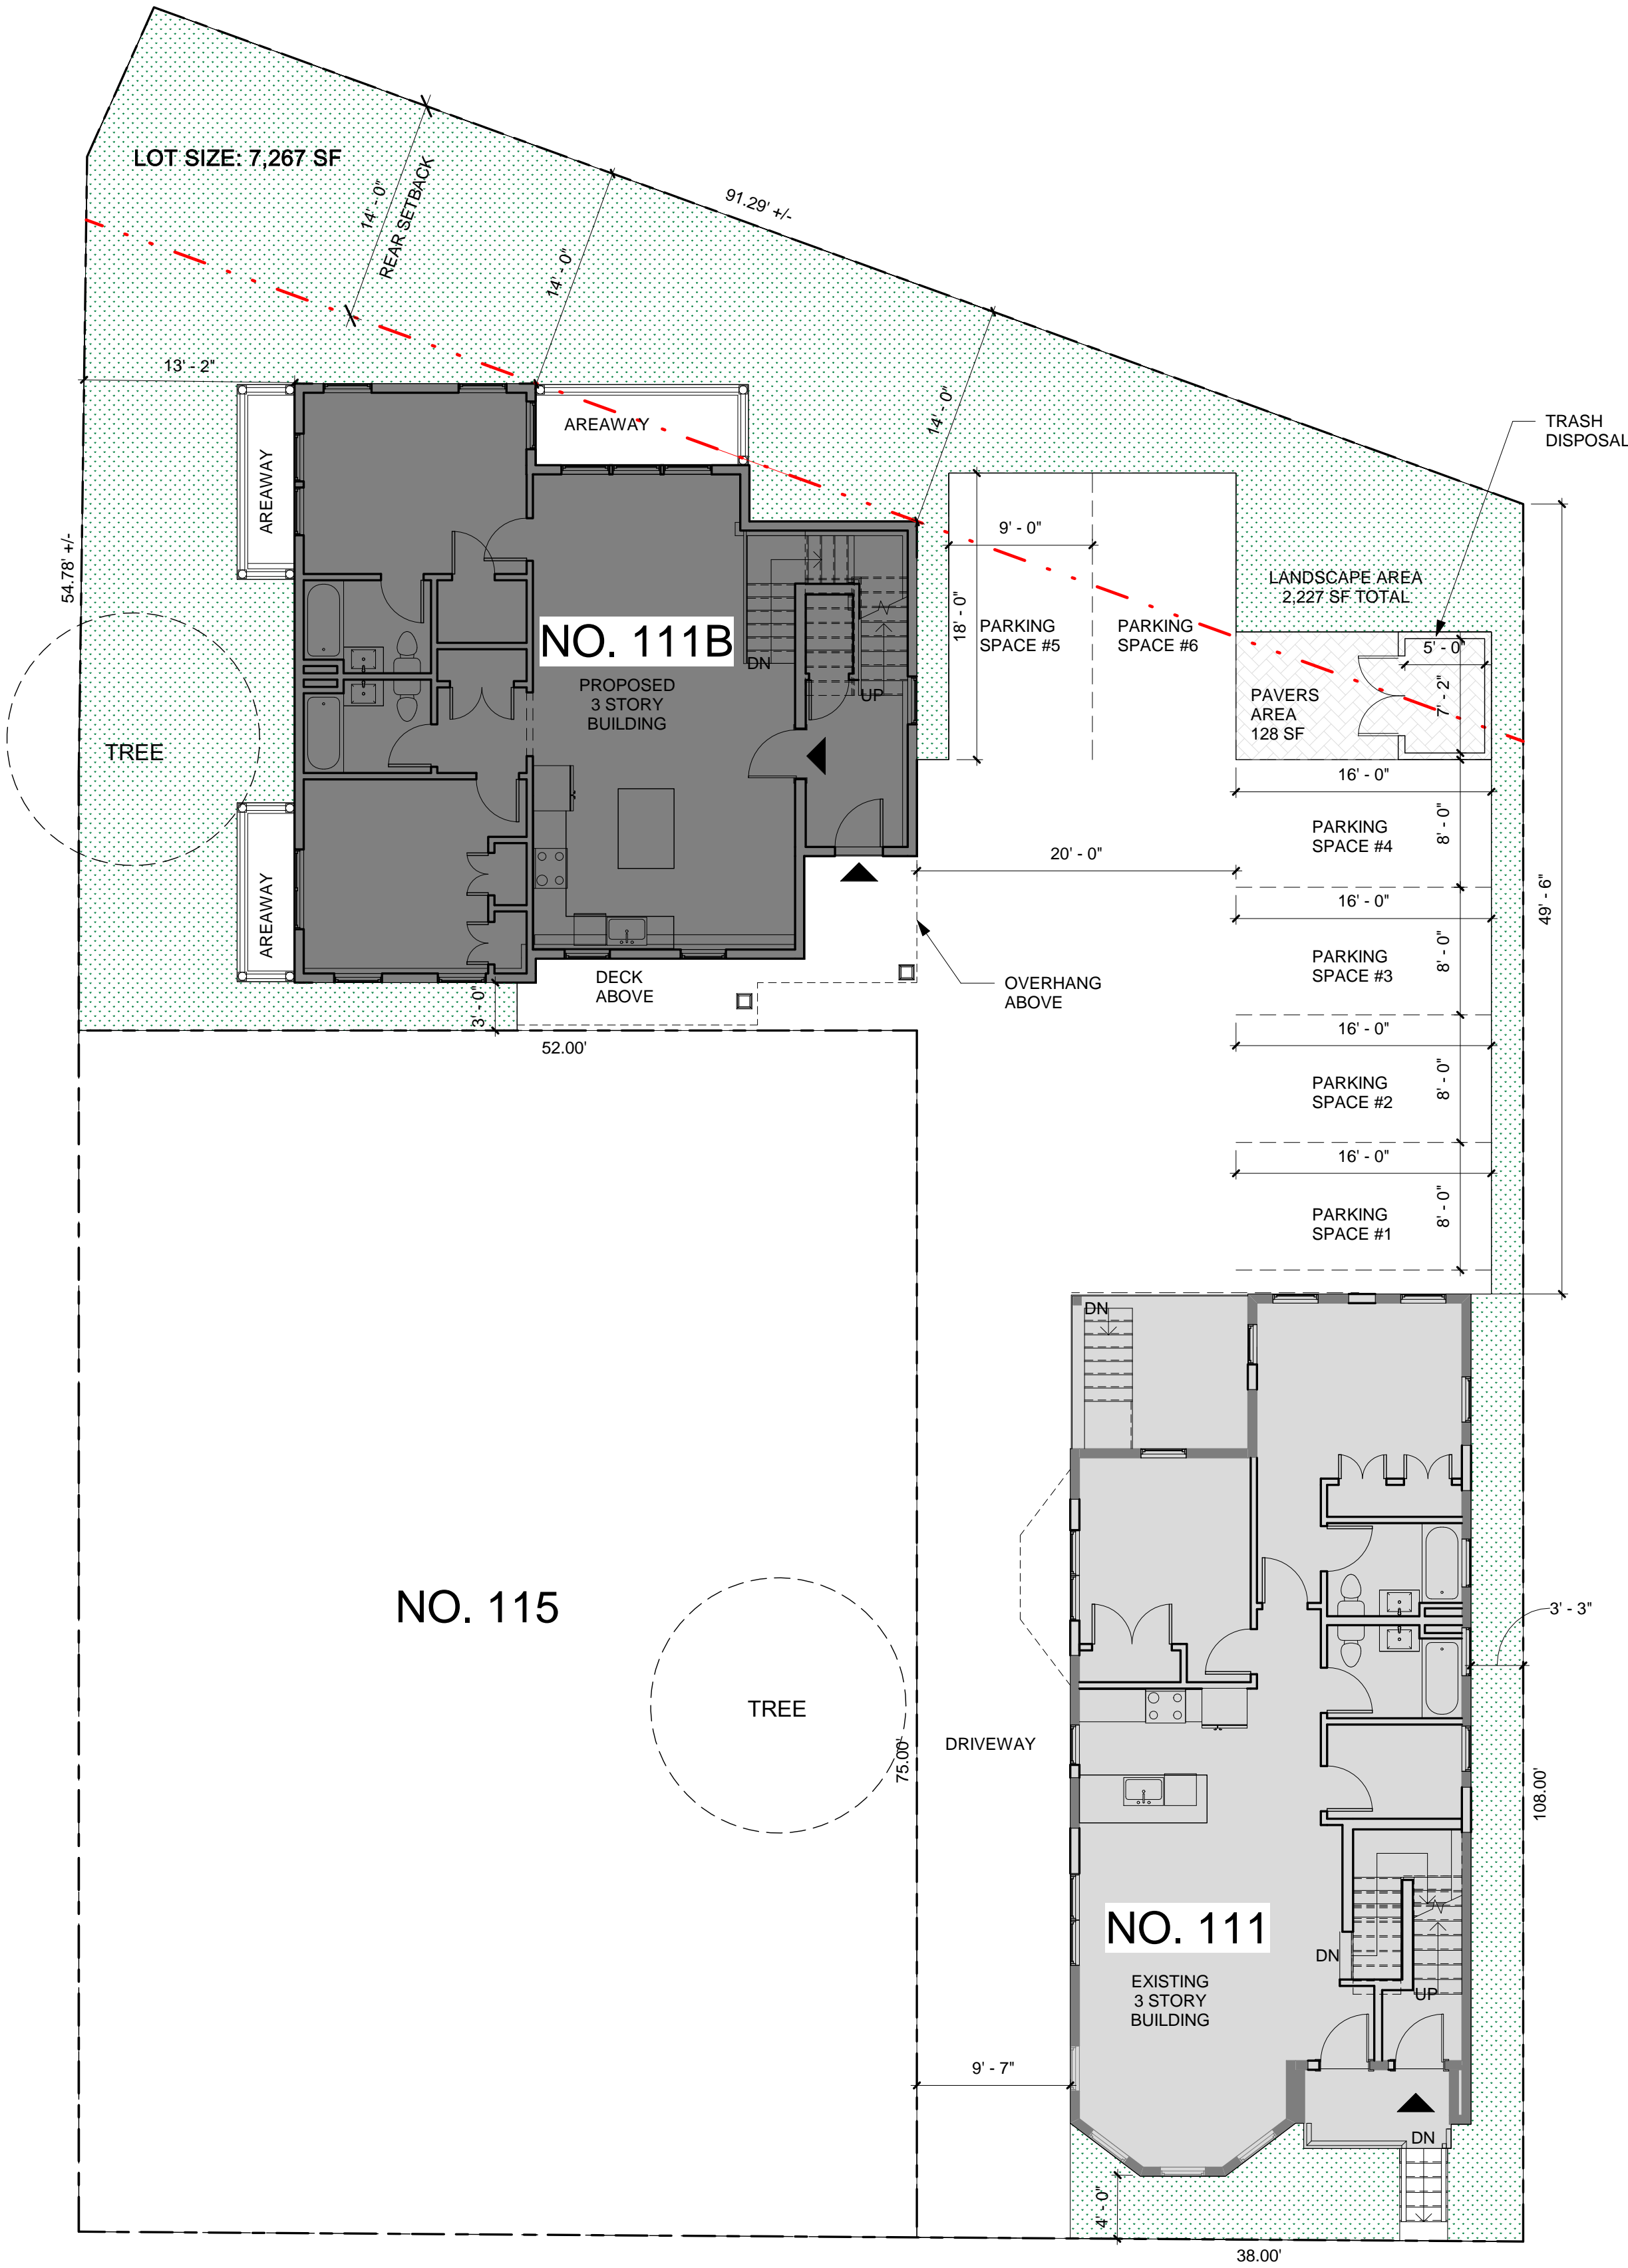 LOT SIZE: 7,267 SF
14' - 0"
REAR SETBACK
14' - 0"
91.29' +/-
13' - 2"
14' - 0"
AREAWAY
AREAWAY
TRASH
DISPOSAL
9' - 0"
18' - 0"
54.78' +/-
LANDSCAPE AREA
2,227 SF TOTAL
PARKING
SPACE #5
PARKING
SPACE #6
5' - 0"
7' - 2"
NO. 111B
PROPOSED
3 STORY
BUILDING
DN
UP
PAVERS
AREA
128 SF
TREE
16' - 0"
PARKING
SPACE #4
8' - 0"
20' - 0"
AREAWAY
16' - 0"
49' - 6"
PARKING
SPACE #3
8' - 0"
DECK
ABOVE
OVERHANG
ABOVE
3' - 0"
16' - 0"
52.00'
PARKING
SPACE #2
8' - 0"
16' - 0"
PARKING
SPACE #1
8' - 0"
DN
NO. 115
3' - 3"
TREE
75.00'
DRIVEWAY
108.00'
NO. 111
DN
EXISTING
3 STORY
BUILDING
UP
9' - 7"
DN
4' - 0"
38.00'